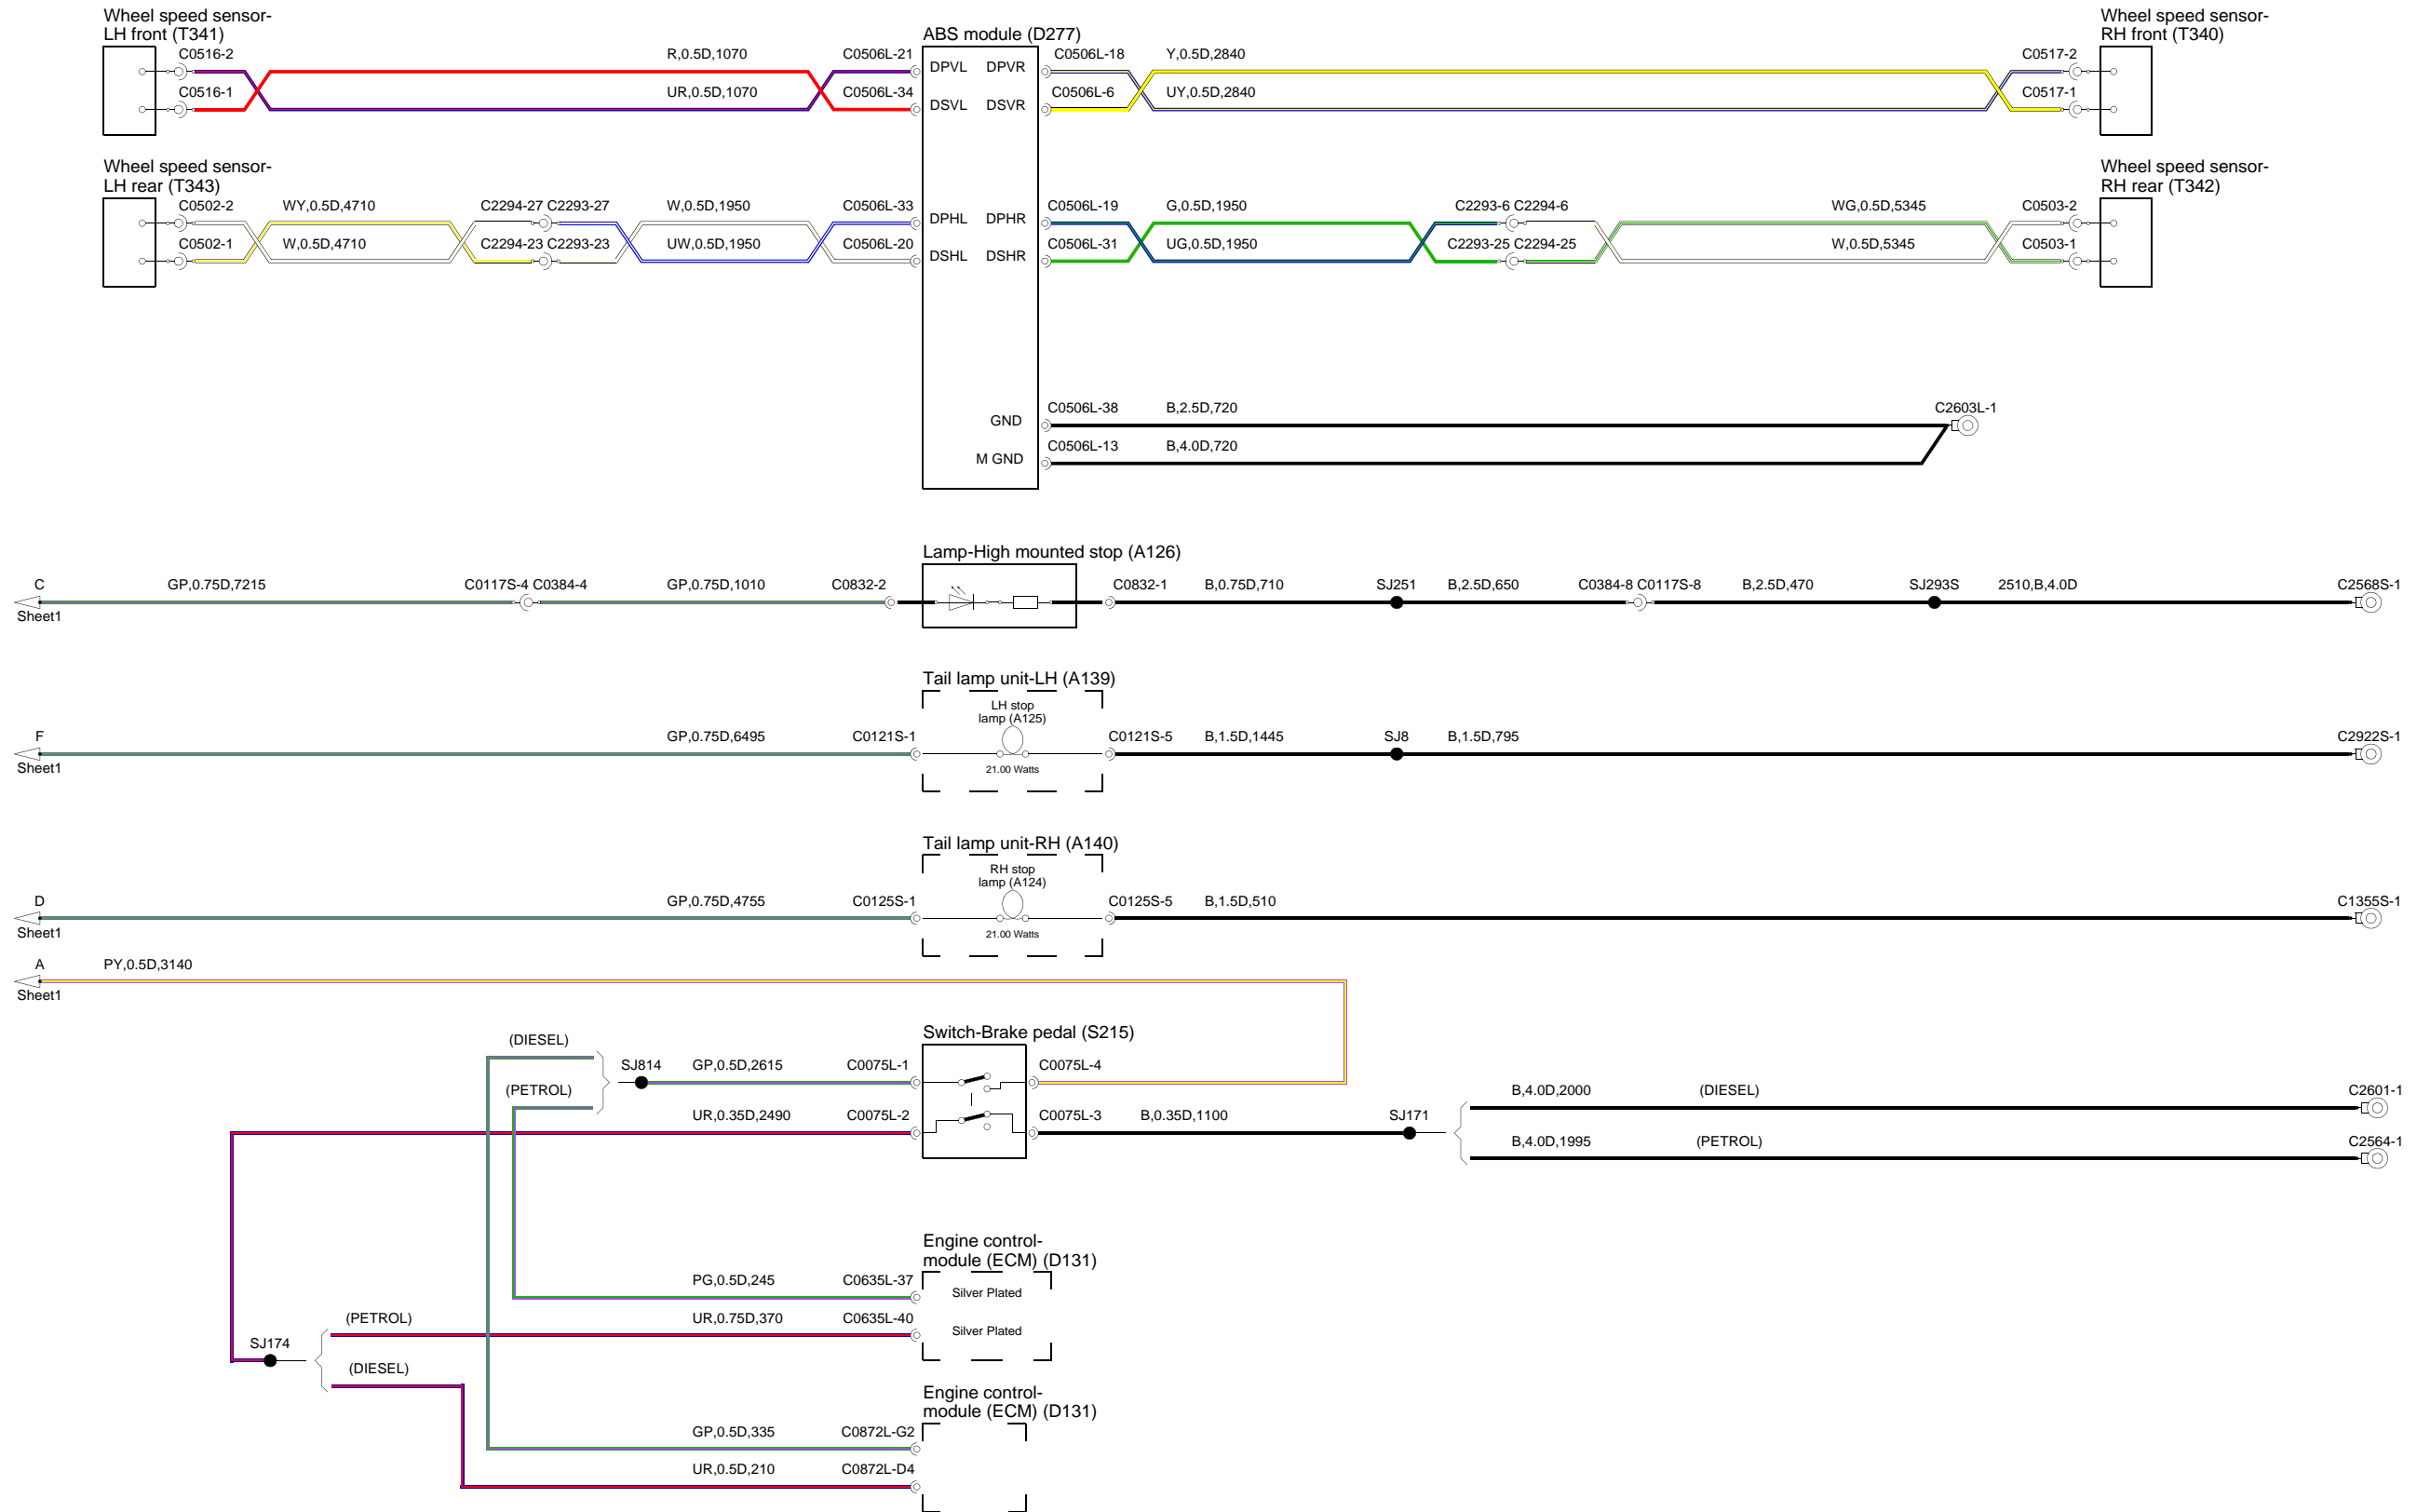 Wheel speed sensor-
LH front (T341)
C0516-2
R,0.5D,1070
C0506L-21
ABS module (D277)
C0506L-18
Y,0.5D,2840
C0517-2
Wheel speed sensor-
RH front (T340)
DPVL DPVR
C0516-1
UR,0.5D,1070
C0506L-34
C0506L-6
UY,0.5D,2840
C0517-1
DSVL DSVR
Wheel speed sensor-
LH rear (T343)
Wheel speed sensor-
RH rear (T342)
C0502-2
WY,0.5D,4710
C2294-27 C2293-27
W,0.5D,1950
C0506L-33
C0506L-19
G,0.5D,1950
C2293-6 C2294-6
WG,0.5D,5345
C0503-2
DPHL DPHR
C0502-1
W,0.5D,4710
C2294-23 C2293-23
UW,0.5D,1950
C0506L-20
C0506L-31
UG,0.5D,1950
C2293-25 C2294-25
W,0.5D,5345
C0503-1
DSHL DSHR
C0506L-38
B,2.5D,720
C2603L-1
GND
C0506L-13
B,4.0D,720
M GND
Lamp-High mounted stop (A126)
C
GP,0.75D,7215
C0117S-4 C0384-4
GP,0.75D,1010
C0832-2
C0832-1
B,0.75D,710
SJ251
B,2.5D,650
C0384-8 C0117S-8
B,2.5D,470
SJ293S
2510,B,4.0D
C2568S-1
Sheet1
Tail lamp unit-LH (A139)
LH stop
lamp (A125)
F
GP,0.75D,6495
C0121S-1
C0121S-5
B,1.5D,1445
SJ8
B,1.5D,795
C2922S-1
Sheet1
21.00 Watts
Tail lamp unit-RH (A140)
RH stop
lamp (A124)
D
GP,0.75D,4755
C0125S-1
C0125S-5
B,1.5D,510
C1355S-1
Sheet1
21.00 Watts
A
PY,0.5D,3140
Sheet1
Switch-Brake pedal (S215)
(DIESEL)
SJ814
GP,0.5D,2615
C0075L-1
C0075L-4
(PETROL)
B,4.0D,2000
(DIESEL)
C2601-1
UR,0.35D,2490
C0075L-2
C0075L-3
B,0.35D,1100
SJ171
B,4.0D,1995
(PETROL)
C2564-1
Engine control-
module (ECM) (D131)
PG,0.5D,245
C0635L-37
Silver Plated
(PETROL)
UR,0.75D,370
C0635L-40
Silver Plated
SJ174
(DIESEL)
Engine control-
module (ECM) (D131)
GP,0.5D,335
C0872L-G2
UR,0.5D,210
C0872L-D4